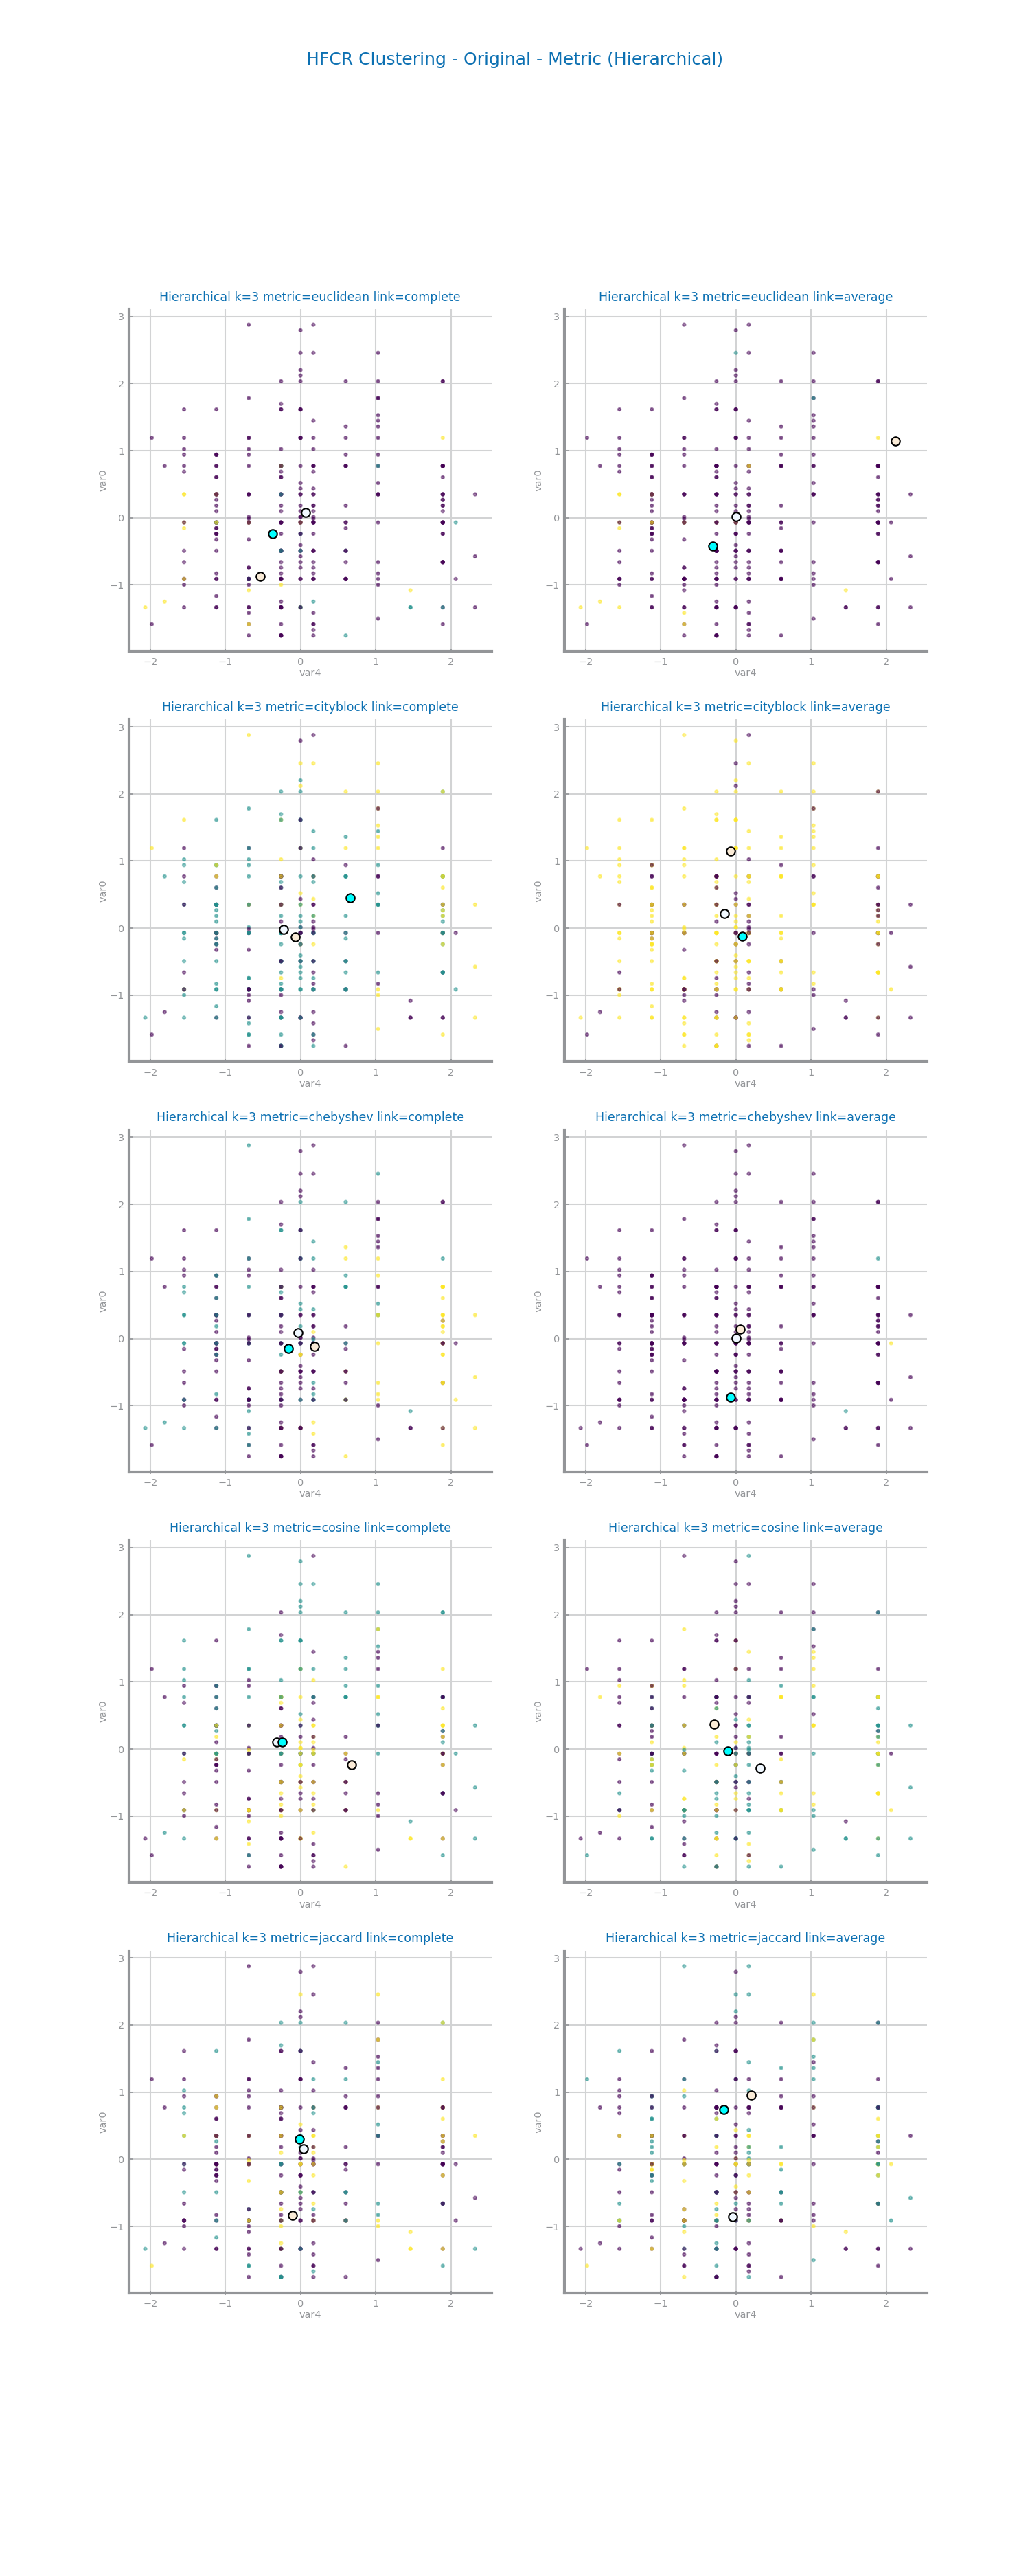 HFCR Clustering - Original - Metric (Hierarchical)
Hierarchical k=3 metric=euclidean link=complete
3
2
1
0
−1
var0
−2 −1 0 1 2
var4
Hierarchical k=3 metric=euclidean link=average
3
2
1
0
−1
var0
−2 −1 0 1 2
var4
Hierarchical k=3 metric=cityblock link=complete
3
2
1
0
−1
var0
−2 −1 0 1 2
var4
Hierarchical k=3 metric=cityblock link=average
3
2
1
0
−1
var0
−2 −1 0 1 2
var4
Hierarchical k=3 metric=chebyshev link=complete
3
2
1
0
−1
var0
−2 −1 0 1 2
var4
Hierarchical k=3 metric=chebyshev link=average
3
2
1
0
−1
var0
−2 −1 0 1 2
var4
Hierarchical k=3 metric=cosine link=complete
3
2
1
0
−1
var0
−2 −1 0 1 2
var4
Hierarchical k=3 metric=cosine link=average
3
2
1
0
−1
var0
−2 −1 0 1 2
var4
Hierarchical k=3 metric=jaccard link=complete
3
2
1
0
−1
var0
−2 −1 0 1 2
var4
Hierarchical k=3 metric=jaccard link=average
3
2
1
0
−1
var0
−2 −1 0 1 2
var4